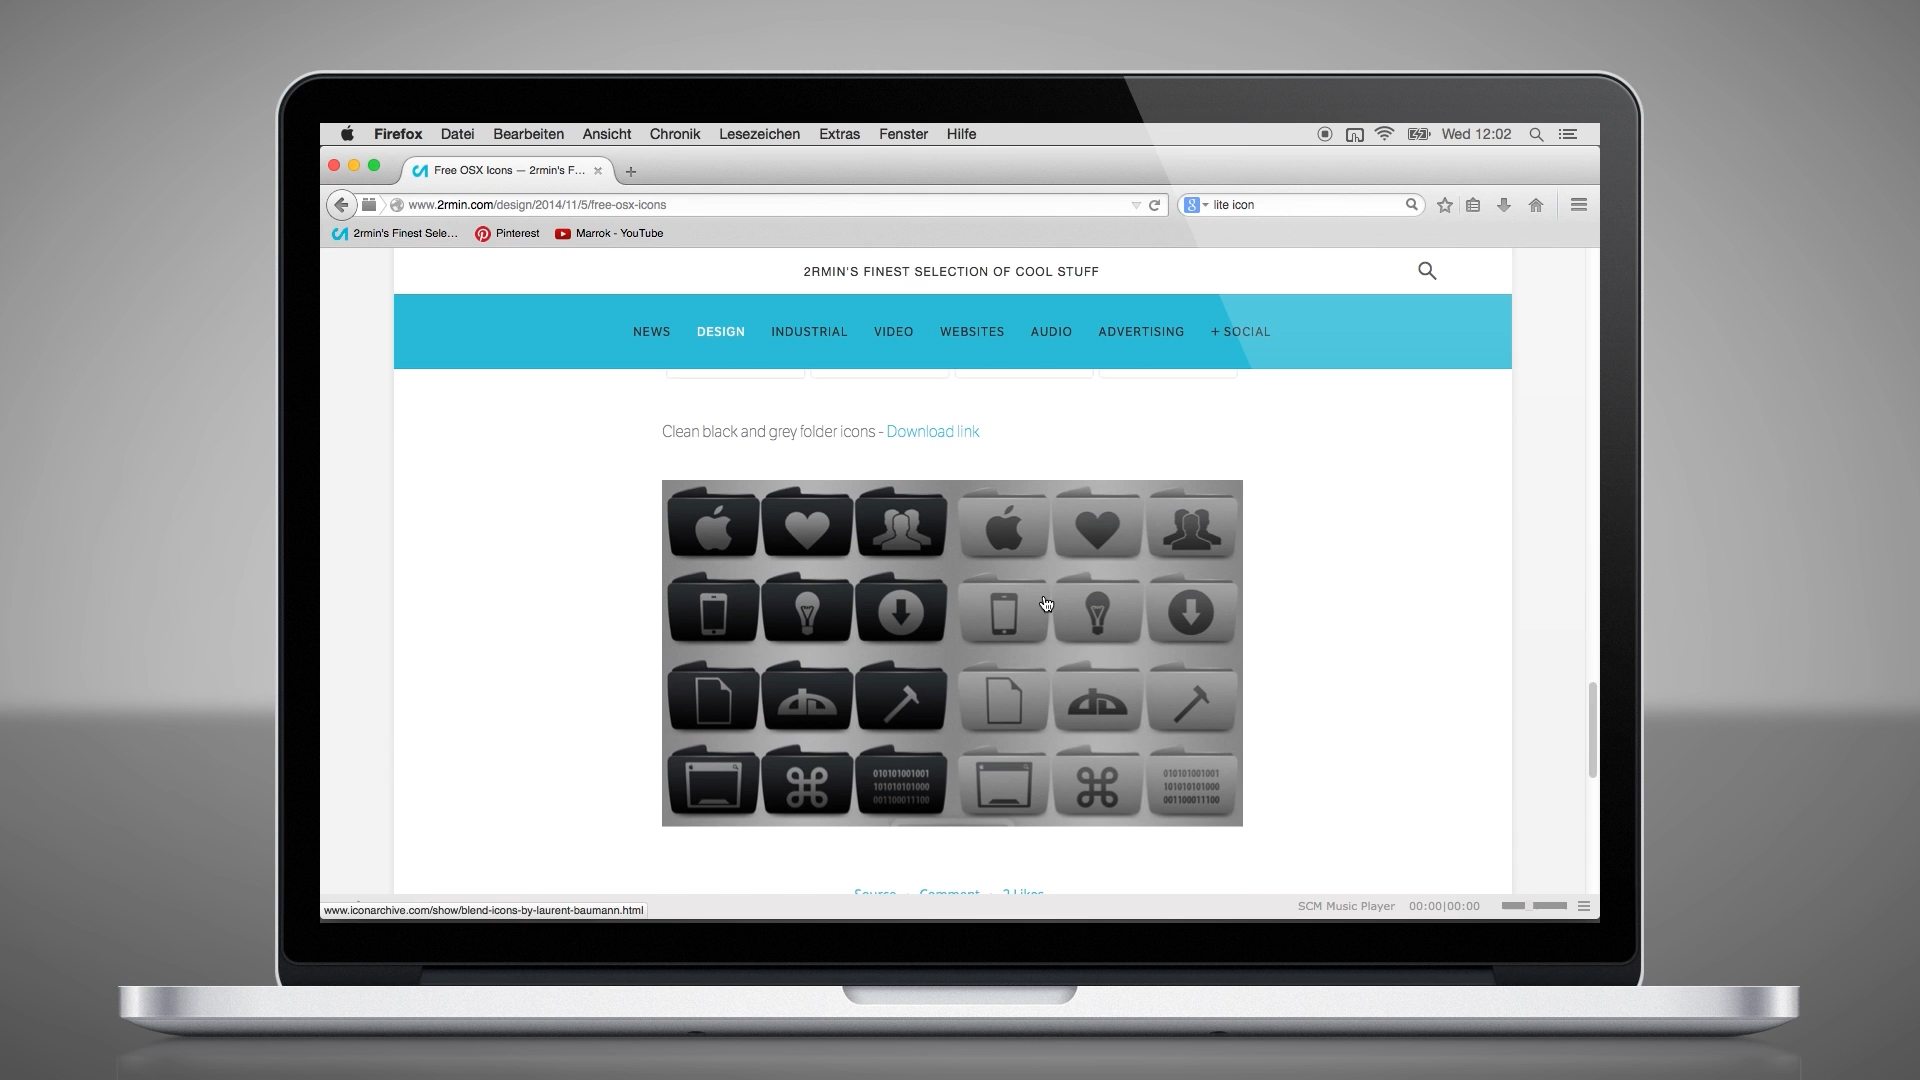 Firefox Datei Bearbeiten Ansicht Chronik Lesezeichen Extras Fenster Hilfe Wed 12:02
Free OSX Icons — 2rmin's F...
www.2rmin.com/design/2014/11/5/free-osx-icons lite icon
2rmin's Finest Sele... Pinterest Marrok - YouTube
2RMIN'S FINEST SELECTION OF COOL STUFF
NEWS DESIGN INDUSTRIAL VIDEO WEBSITES AUDIO ADVERTISING + SOCIAL
Clean black and grey folder icons - Download link
010101001001 010101001001
101010101000 101010101000
001100011100 001100011100
Source Comment 2 Likes
www.iconarchive.com/show/blend-icons-by-laurent-baumann.html SCM Music Player 00:00|00:00